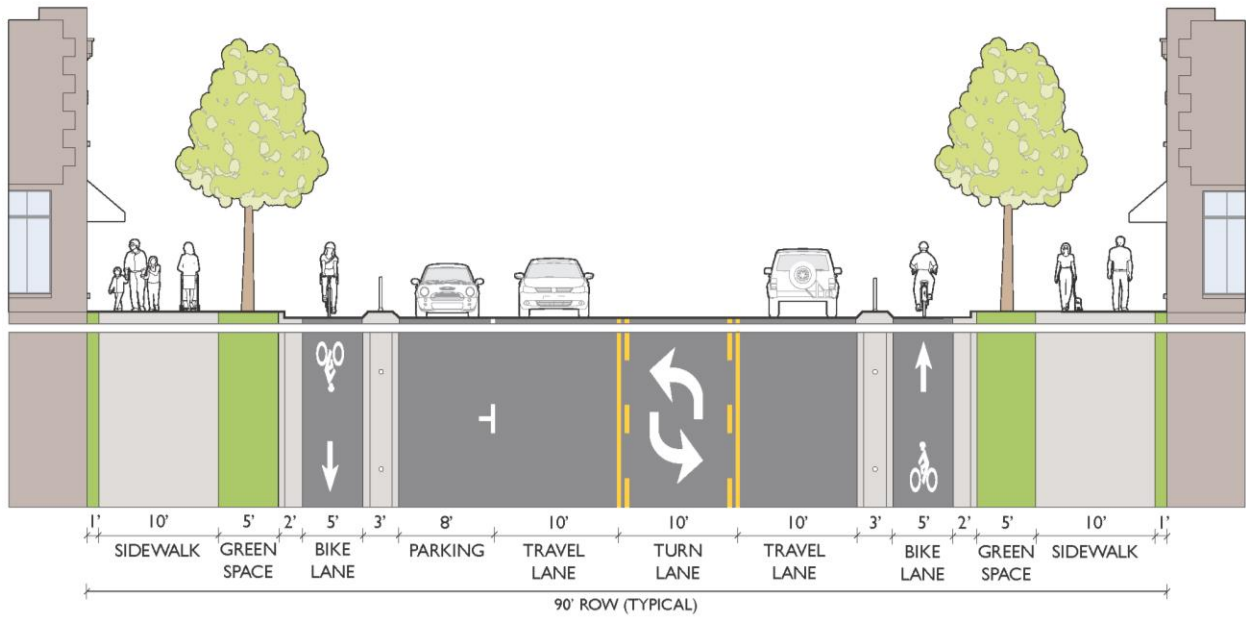 1' 10' 5' 2' 5' 3' 8' 10' 10' 10' 3' 5' 2' 5' 10' 1'
SIDEWALK GREEN BIKE PARKING TRAVEL TURN TRAVEL BIKE GREEN SIDEWALK
SPACE LANE LANE LANE LANE LANE SPACE
90' ROW (TYPICAL)